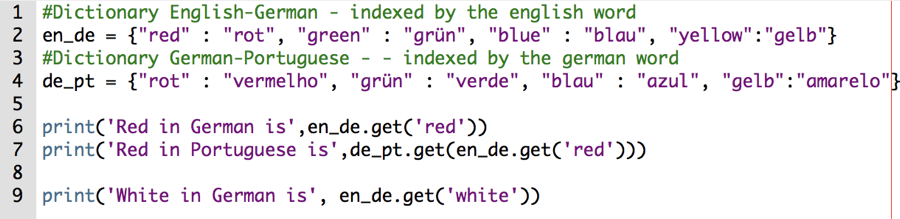 1 #Dictionary English-German - indexed by the english word
2 en_de = {"red" : "rot", "green" : "grün", "blue" : "blau", "yellow":"gelb"}
3 #Dictionary German-Portuguese - - indexed by the german word
4 de_pt = {"rot" : "vermelho", "grün" : "verde", "blau" : "azul", "gelb":"amarelo"}
5
6 print('Red in German is',en_de.get('red'))
7 print('Red in Portuguese is',de_pt.get(en_de.get('red')))
8
9 print('White in German is', en_de.get('white'))